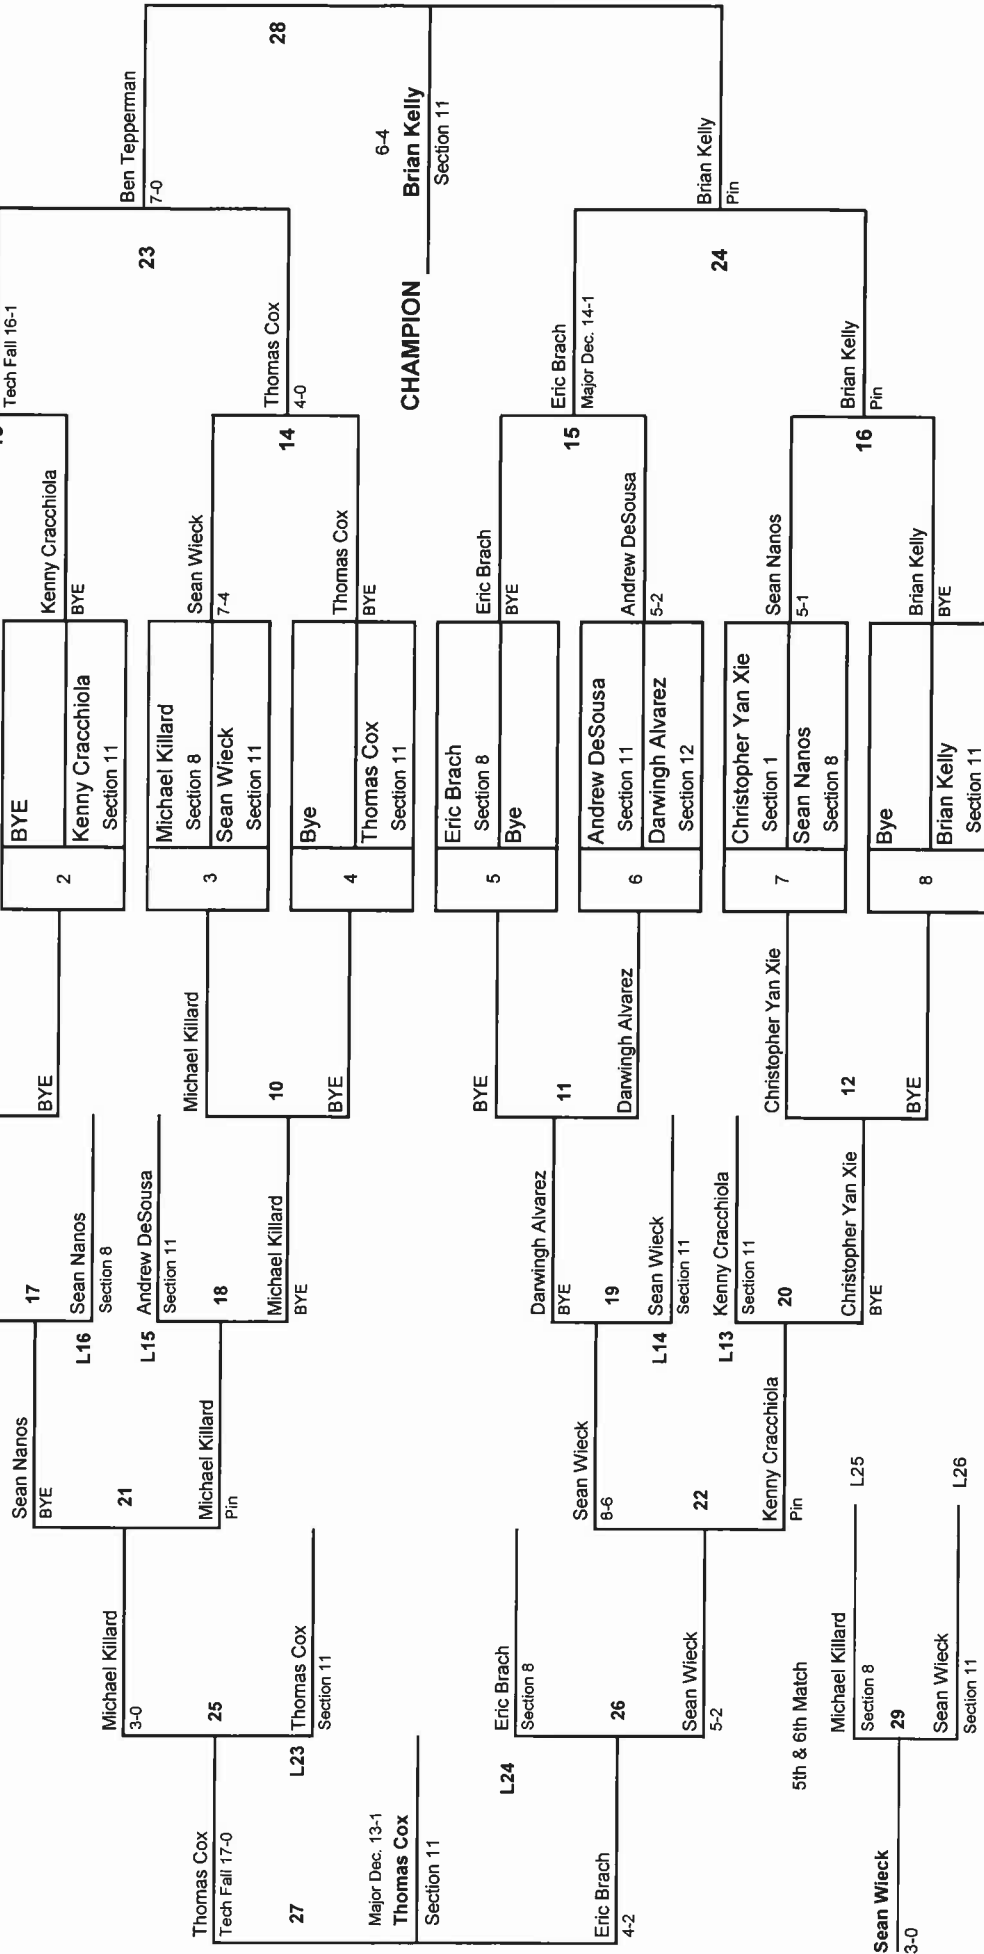 Tech Fall 16-1
BYE
Kenny Cracchiola
Section 11
2
Kenny Cracchiola
BYE
Michael Killard
Section 8
Sean Wieck
Section 11
3
Sean Wieck
7-4
Bye
Thomas Cox
Section 11
4
Thomas Cox
BYE
14
Thomas Cox
4-0
23
Ben Tepperman
7-0
28
6-4
Brian Kelly
Section 11
CHAMPION
Eric Brach
Section 8
Bye
5
Eric Brach
BYE
Andrew DeSousa
Section 11
Darwingh Alvarez
Section 12
6
Andrew DeSousa
5-2
15
Eric Brach
Major Dec. 14-1
Christopher Yan Xie
Section 1
Sean Nanos
Section 8
7
Sean Nanos
5-1
Bye
Brian Kelly
Section 11
8
Brian Kelly
BYE
16
Brian Kelly
Pin
24
Brian Kelly
Pin
BYE
Michael Killard
10
BYE
BYE
11
Darwingh Alvarez
Christopher Yan Xie
12
BYE
17
L16
Sean Nanos
Section 8
L15
Andrew DeSousa
Section 11
18
Michael Killard
BYE
Darwingh Alvarez
BYE
19
L14
Sean Wieck
Section 11
L13
Kenny Cracchiola
Section 11
20
Christopher Yan Xie
BYE
Sean Nanos
BYE
21
Michael Killard
Pin
Sean Wieck
22
Kenny Cracchiola
Pin
Michael Killard
3-0
25
L23
Thomas Cox
Section 11
L24
Eric Brach
Section 8
26
Sean Wieck
5-2
Thomas Cox
Tech Fall 17-0
27
Major Dec. 13-1
Thomas Cox
Section 11
Eric Brach
4-2
5th & 6th Match
Michael Killard
L25
Section 8
29
Sean Wieck
L26
Section 11
Sean Wieck
3-0